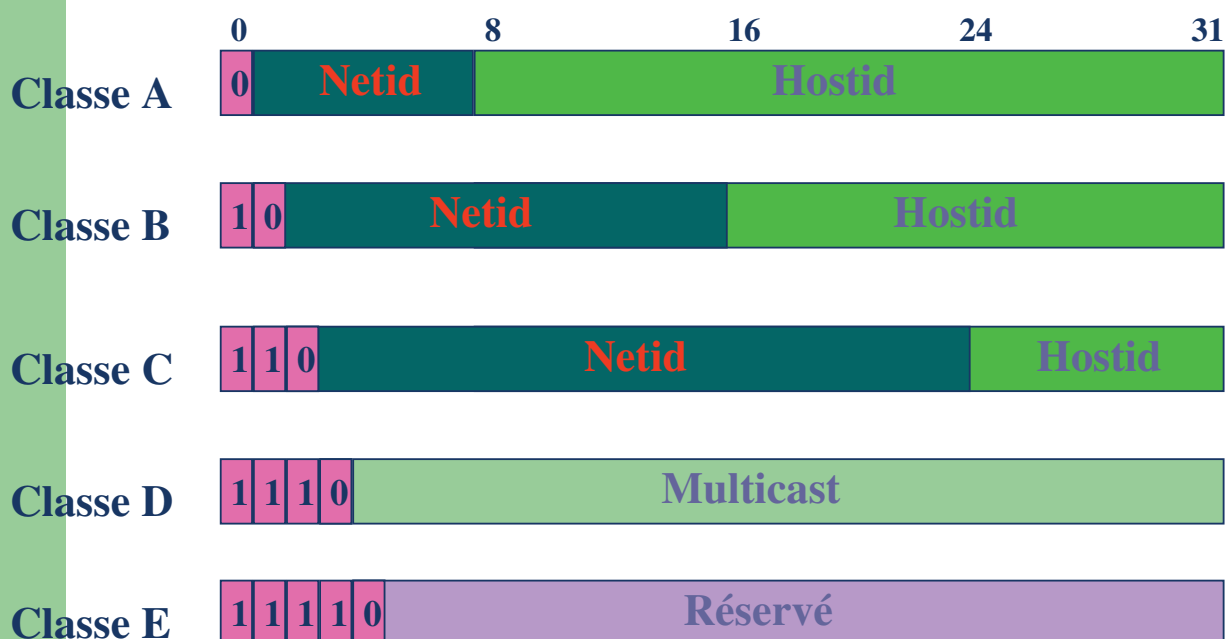 0 8 16 24 31
Classe A 0 Netid Hostid
Classe B 1 0 Netid Hostid
Classe C 1 1 0 Netid Hostid
Classe D 1 1 1 0 Multicast
Classe E 1 1 1 1 0 Réservé